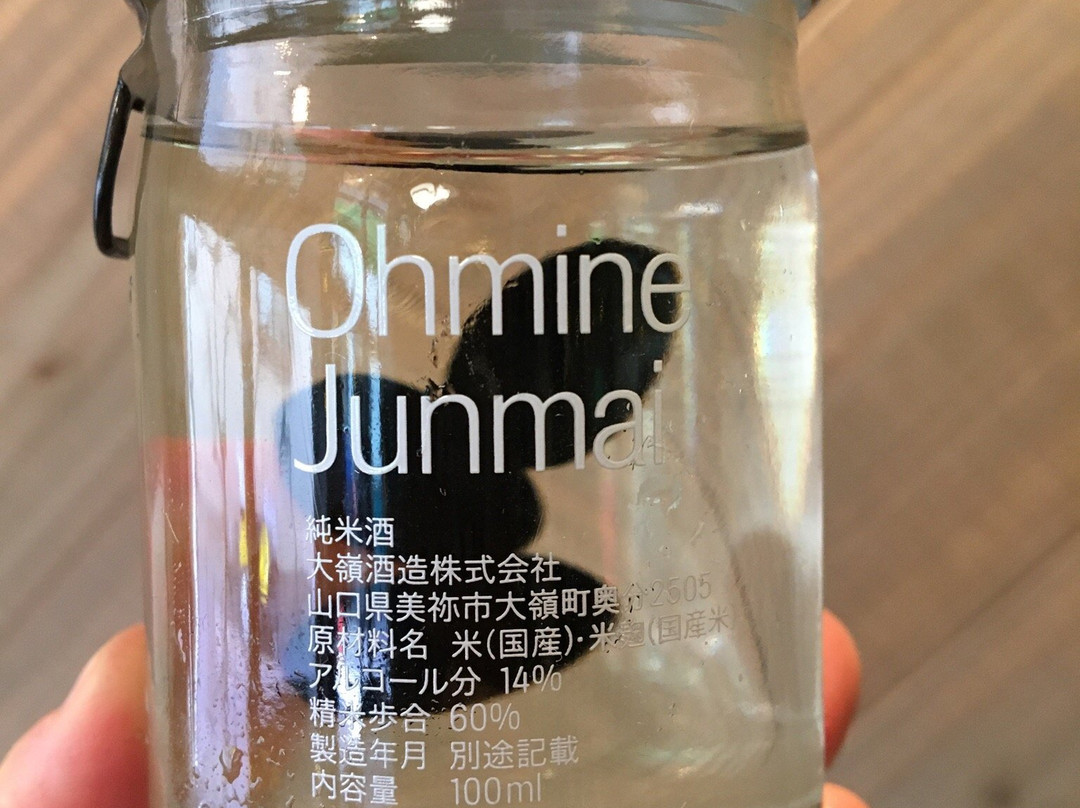 Ohmine
Junmai
純米酒
大嶺酒造株式会社
山口県美祢市大嶺町奥分2505
原材料名 米(国産)・米麹(国産米
アルコール分 14%
精米歩合 60%
製造年月 別途記載
内容量 100ml